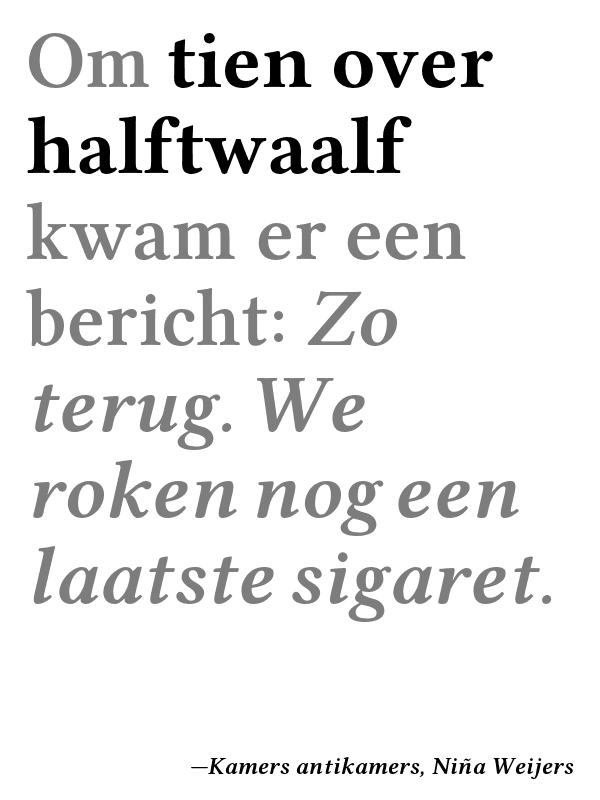 Om tien over
halftwaalf
kwam er een
bericht: Zo
terug. We
roken nog een
laatste sigaret.
—Kamers antikamers, Niña Weijers